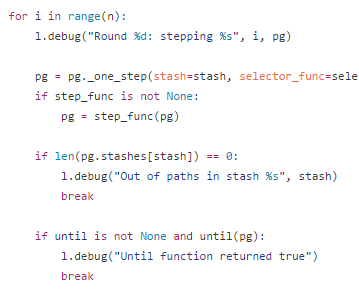 for i in range(n):
l.debug("Round %d: stepping %s", i, pg)
pg = pg._one_step(stash=stash, selector_func=sele
if step_func is not None:
pg = step_func(pg)
if len(pg.stashes[stash]) == 0:
l.debug("Out of paths in stash %s", stash)
break
if until is not None and until(pg):
l.debug("Until function returned true")
break